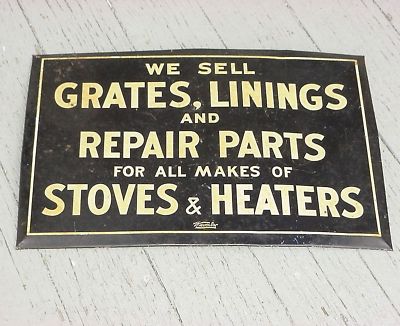 WE SELL
GRATES, LININGS
AND
REPAIR PARTS
FOR ALL MAKES OF
STOVES & HEATERS